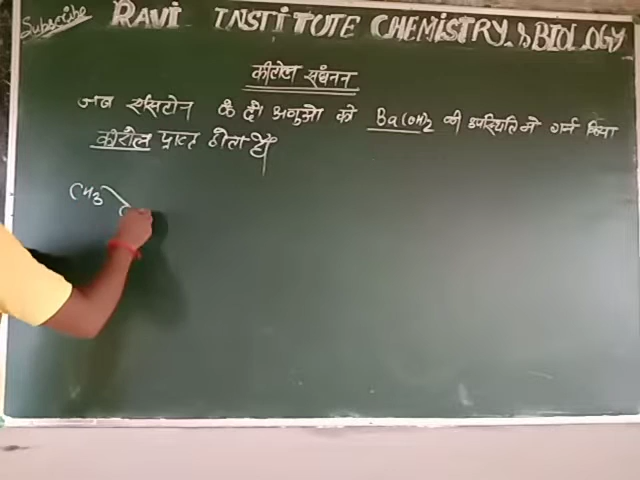 Subscribe RAVI INSTITUTE CHEMISTRY & BIOLOGY
कीटोल संघनन
जब एसिटोन के दो अणुओ को Ba(OH)2 की उपस्थिति मे गर्म किया
कीटोल प्राप्त होता है
CH3